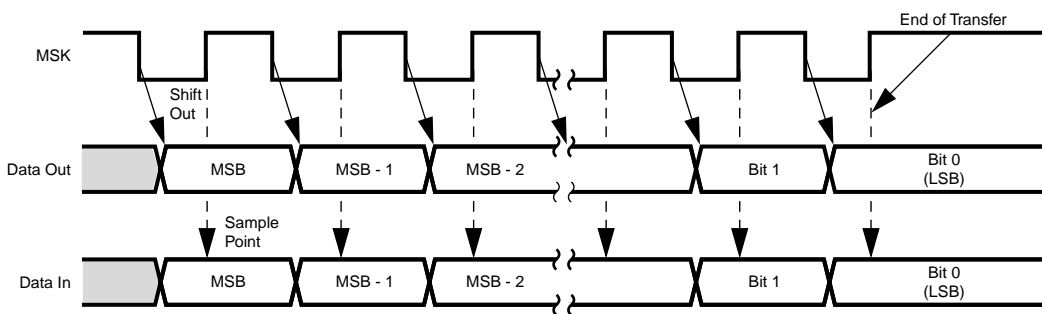 End of Transfer
MSK
Shift
Out
Data Out
MSB
MSB - 1
MSB - 2
Bit 1
Bit 0
(LSB)
Sample
Point
Data In
MSB
MSB - 1
MSB - 2
Bit 1
Bit 0
(LSB)